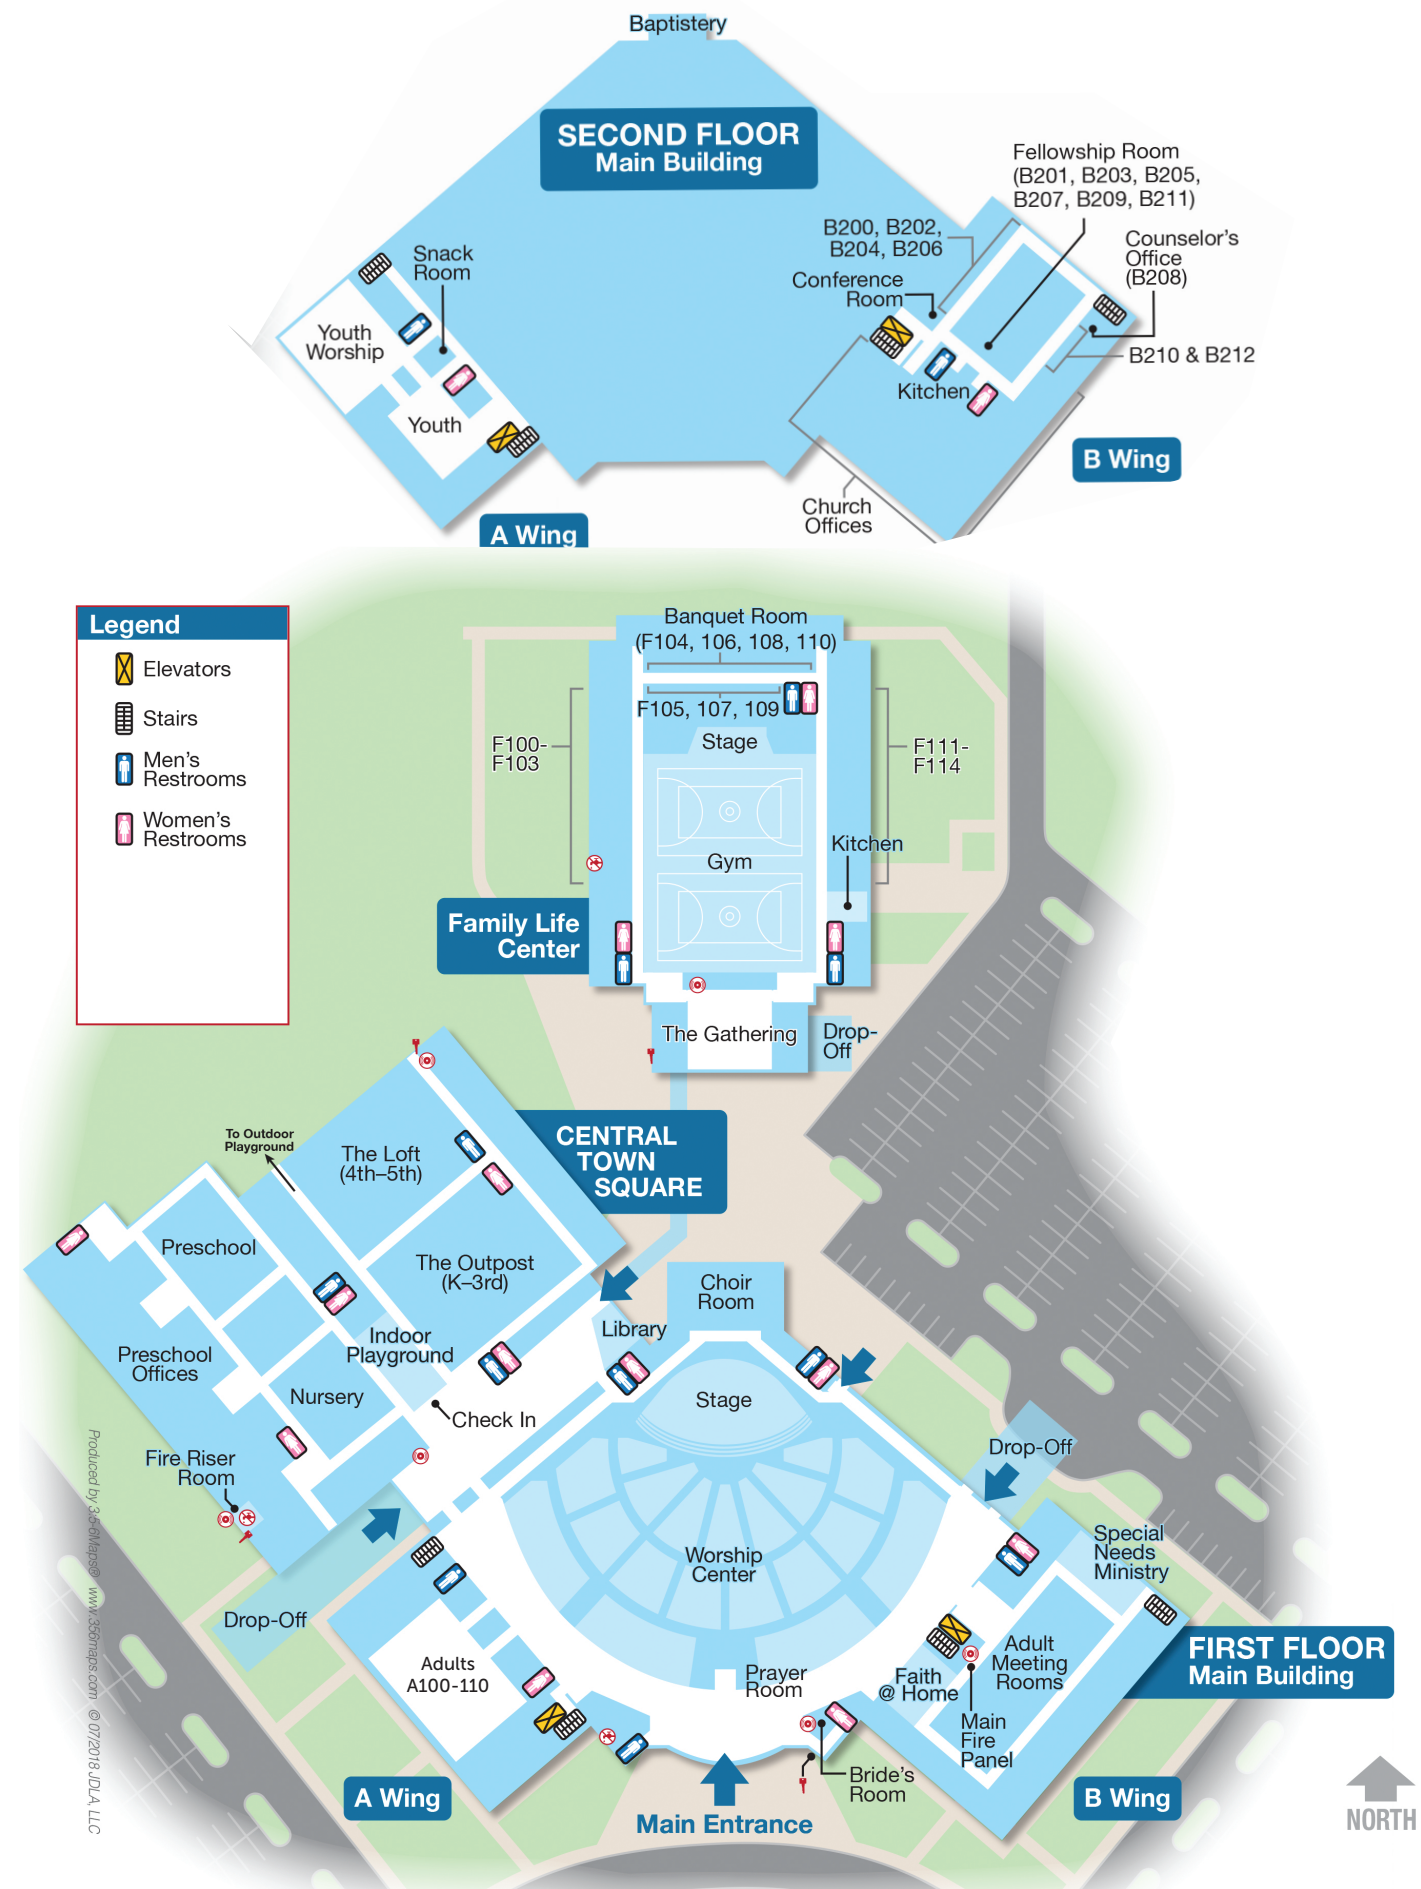 Baptistery
SECOND FLOOR
Main Building
Fellowship Room
(B201, B203, B205,
B207, B209, B211)
B200, B202,
B204, B206
Counselor's
Office
(B208)
Snack
Room
Conference
Room
Youth
Worship
B210 & B212
Kitchen
Youth
B Wing
Church
Offices
A Wing
Legend
Elevators
Stairs
Men's
Restrooms
Women's
Restrooms
Banquet Room
(F104, 106, 108, 110)
F105, 107, 109
Stage
F100-
F103
F111-
F114
Kitchen
Gym
Family Life
Center
The Gathering
Drop-
Off
CENTRAL
TOWN
SQUARE
To Outdoor
Playground
The Loft
(4th–5th)
Preschool
The Outpost
(K–3rd)
Choir
Room
Library
Indoor
Playground
Preschool
Offices
Nursery
Stage
Check In
Fire Riser
Room
Drop-Off
Special
Needs
Ministry
Worship
Center
Drop-Off
Adults
A100-110
Prayer
Room
Faith
@ Home
Adult
Meeting
Rooms
FIRST FLOOR
Main Building
Main
Fire
Panel
Bride's
Room
A Wing
Main Entrance
B Wing
NORTH
Produced by 3-5-6Maps® www.356maps.com © 07/2018 JDLA, LLC